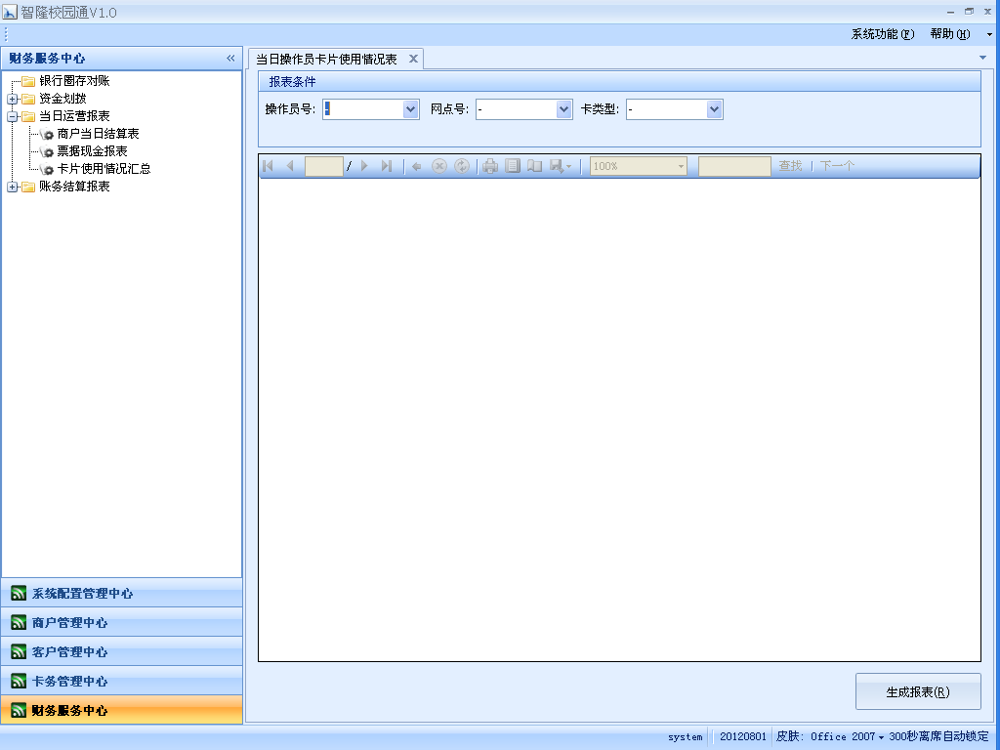 智隆校园通V1.0
系统功能(F) 帮助(H)
财务服务中心
当日操作员卡片使用情况表
银行圈存对账
资金划拨
当日运营报表
商户当日结算表
票据现金报表
卡片使用情况汇总
账务结算报表
报表条件
操作员号: - 网点号: - 卡类型: -
/ 100% 查找 | 下一个
系统配置管理中心
商户管理中心
客户管理中心
卡务管理中心
财务服务中心
生成报表(R)
system 20120801 皮肤: Office 2007 300秒离席自动锁定